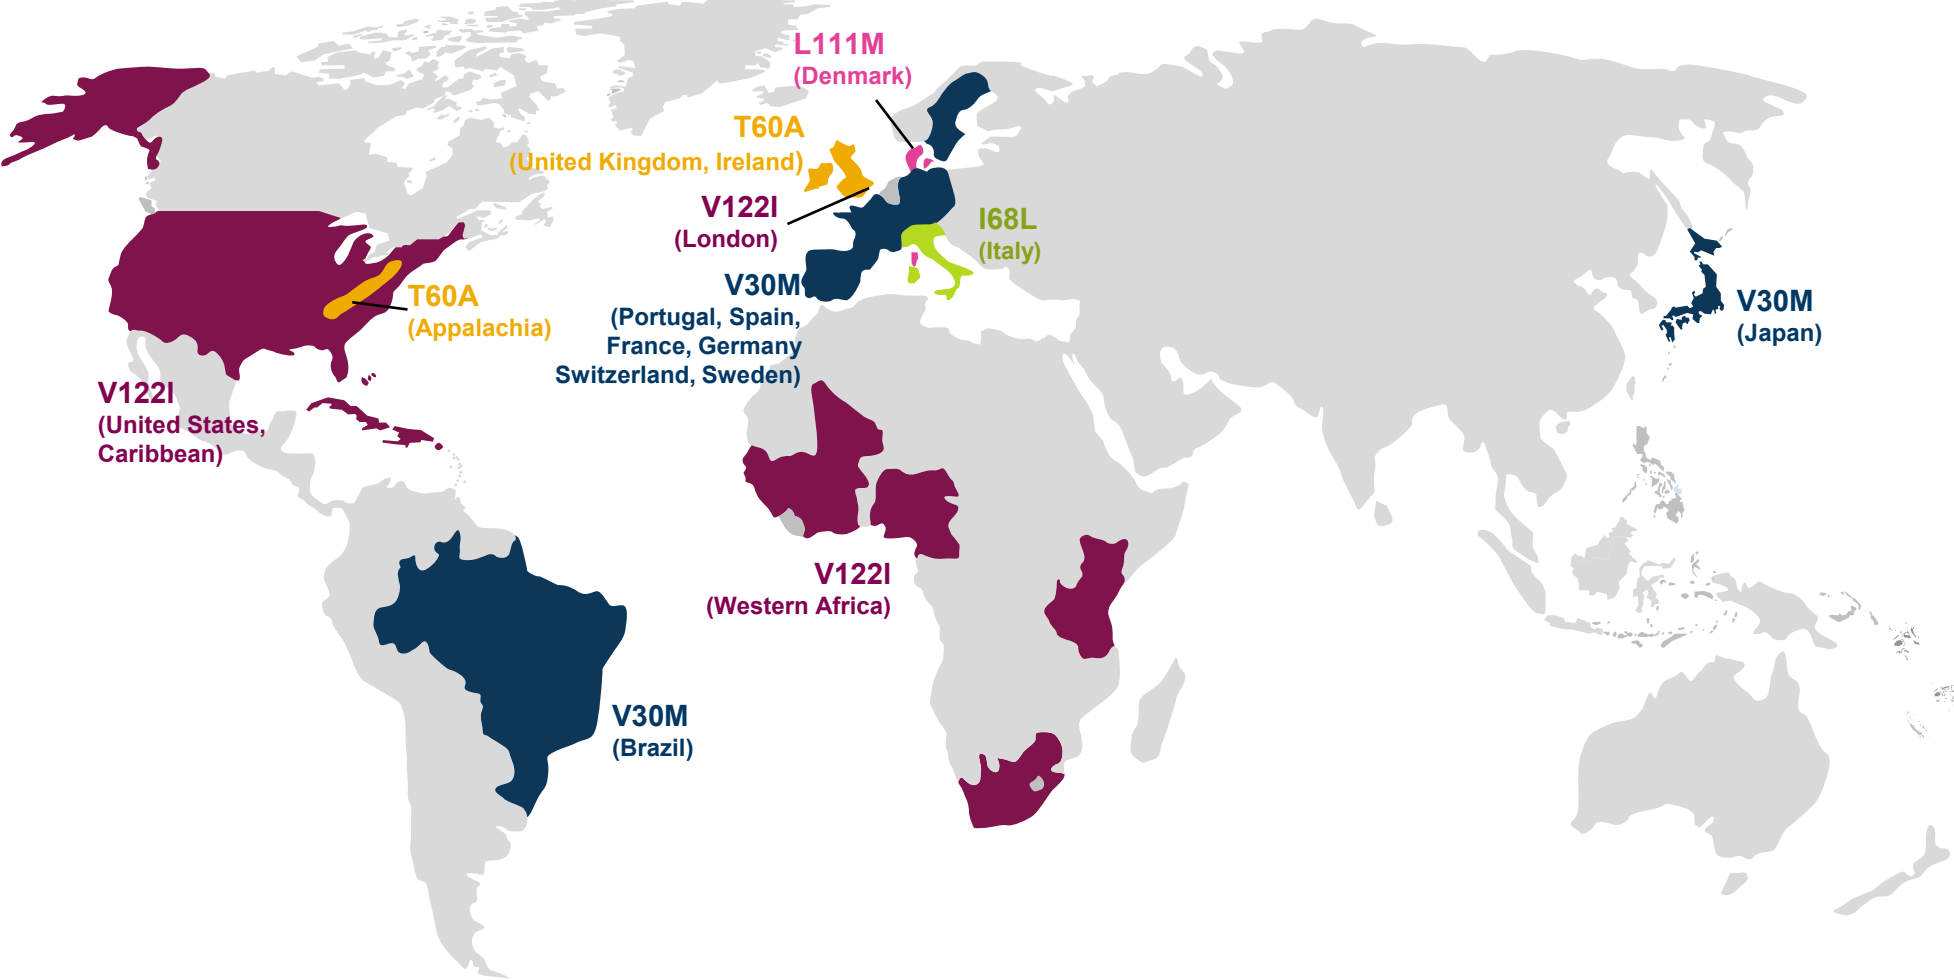 L111M
(Denmark)
T60A
(United Kingdom, Ireland)
V122I
(London)
I68L
(Italy)
V30M
(Portugal, Spain,
France, Germany
Switzerland, Sweden)
T60A
(Appalachia)
V30M
(Japan)
V122I
(United States,
Caribbean)
V122I
(Western Africa)
V30M
(Brazil)